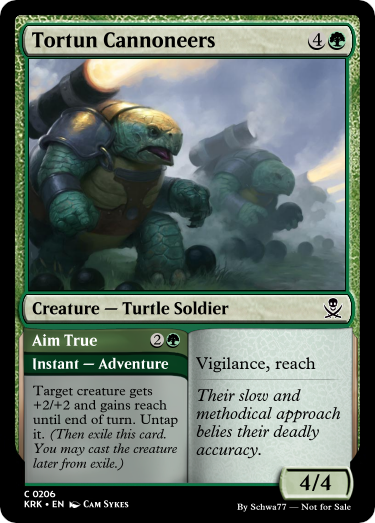 Tortun Cannoneers 4
Creature — Turtle Soldier
Aim True 2
Instant — Adventure
Target creature gets
+2/+2 and gains reach
until end of turn. Untap
it. (Then exile this card.
You may cast the creature
later from exile.)
Vigilance, reach
Their slow and
methodical approach
belies their deadly
accuracy.
4/4
C 0206
KRK • EN Cam Sykes
By Schwa77 — Not for Sale